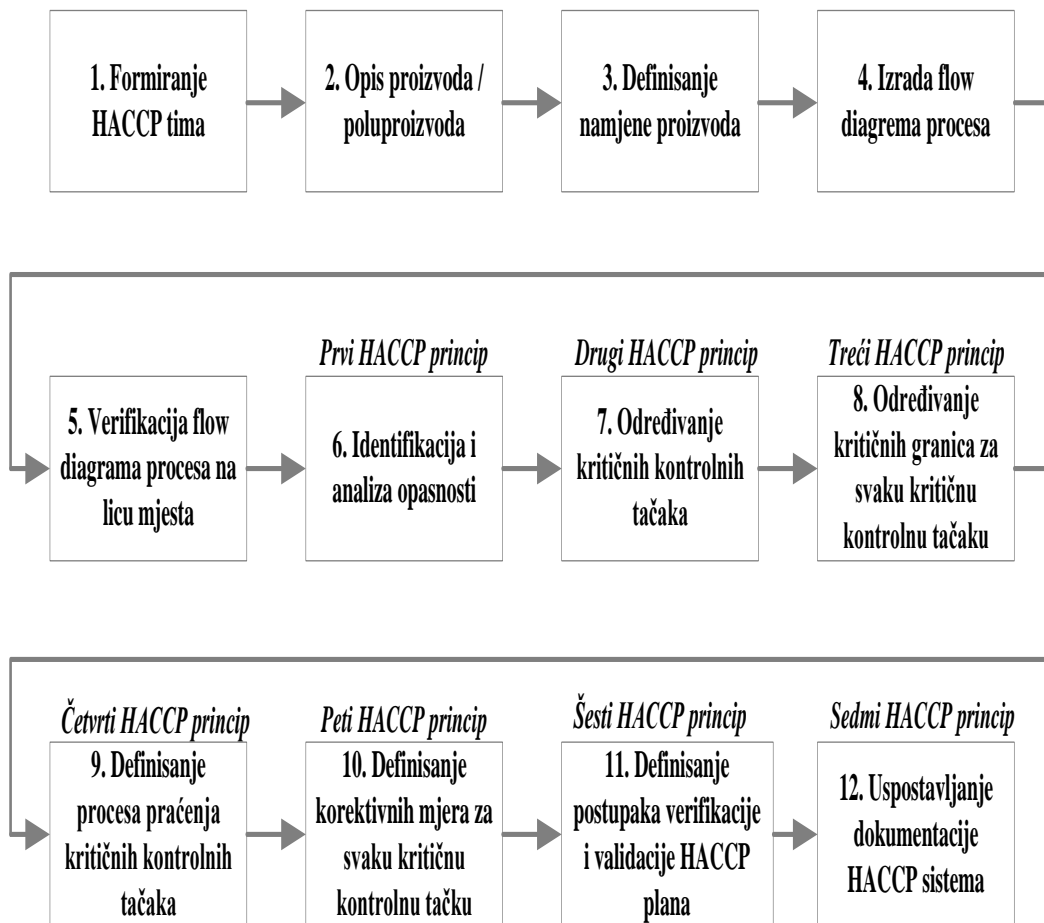 1. Formiranje
HACCP tima
2. Opis proizvoda /
poluproizvoda
3. Definisanje
namjene proizvoda
4. Izrada flow
diagrema procesa
5. Verifikacija flow
diagrama procesa na
licu mjesta
Prvi HACCP princip
6. Identifikacija i
analiza opasnosti
Drugi HACCP princip
7. Određivanje
kritičnih kontrolnih
tačaka
Treći HACCP princip
8. Određivanje
kritičnih granica za
svaku kritičnu
kontrolnu tačaku
Četvrti HACCP princip
9. Definisanje
procesa praćenja
kritičnih kontrolnih
tačaka
Peti HACCP princip
10. Definisanje
korektivnih mjera za
svaku kritičnu
kontrolnu tačku
Šesti HACCP princip
11. Definisanje
postupaka verifikacije
i validacije HACCP
plana
Sedmi HACCP princip
12. Uspostavljanje
dokumentacije
HACCP sistema